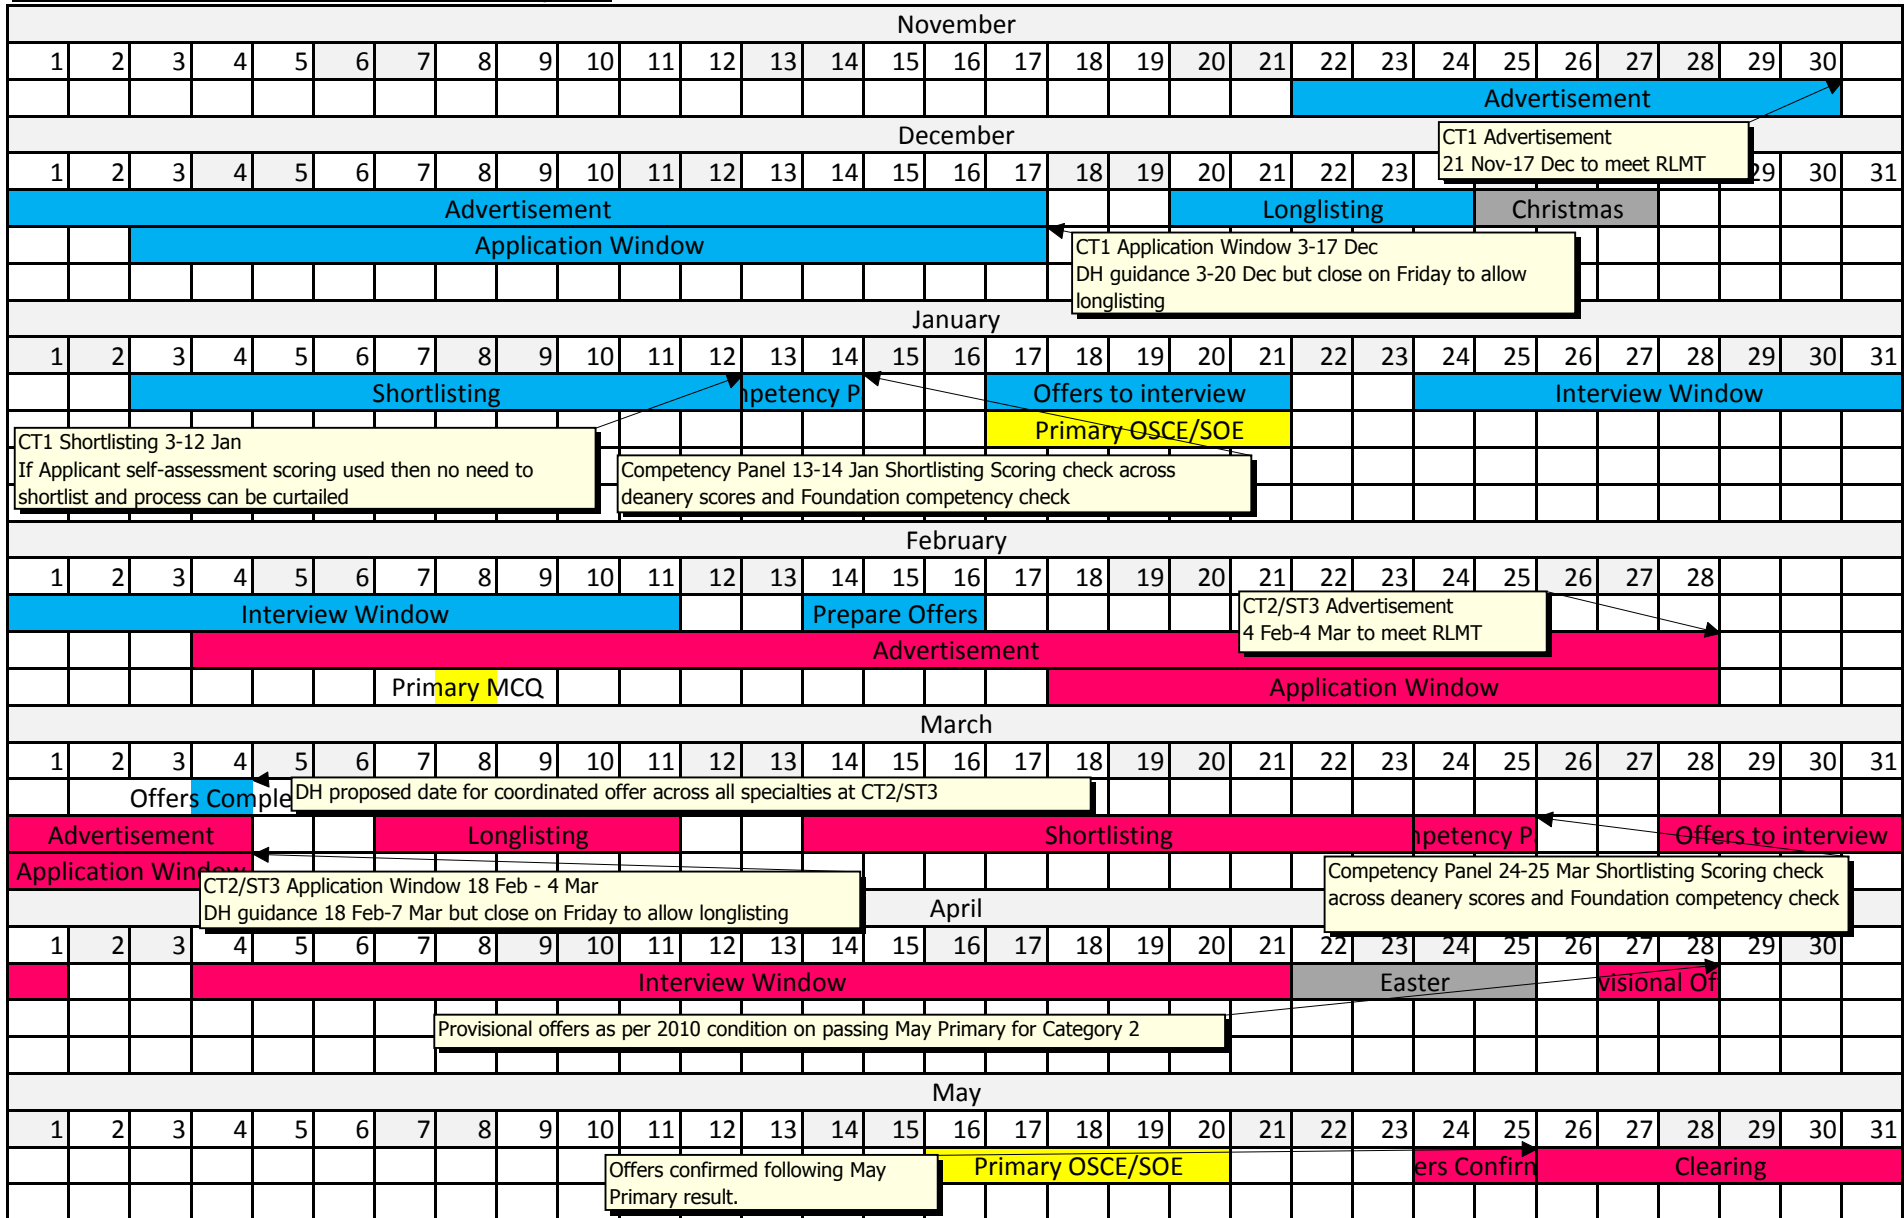 November
1 2 3 4 5 6 7 8 9 10 11 12 13 14 15 16 17 18 19 20 21 22 23 24 25 26 27 28 29 30
Advertisement
December
CT1 Advertisement
21 Nov-17 Dec to meet RLMT
1 2 3 4 5 6 7 8 9 10 11 12 13 14 15 16 17 18 19 20 21 22 23 29 30 31
Advertisement Longlisting Christmas
Application Window
CT1 Application Window 3-17 Dec
DH guidance 3-20 Dec but close on Friday to allow
longlisting
January
1 2 3 4 5 6 7 8 9 10 11 12 13 14 15 16 17 18 19 20 21 22 23 24 25 26 27 28 29 30 31
Shortlisting npetency P Offers to interview Interview Window
Primary OSCE/SOE
CT1 Shortlisting 3-12 Jan
If Applicant self-assessment scoring used then no need to
shortlist and process can be curtailed
Competency Panel 13-14 Jan Shortlisting Scoring check across
deanery scores and Foundation competency check
February
1 2 3 4 5 6 7 8 9 10 11 12 13 14 15 16 17 18 19 20 21 22 23 24 25 26 27 28
Interview Window Prepare Offers
CT2/ST3 Advertisement
4 Feb-4 Mar to meet RLMT
Advertisement
Primary MCQ Application Window
March
1 2 3 4 5 6 7 8 9 10 11 12 13 14 15 16 17 18 19 20 21 22 23 24 25 26 27 28 29 30 31
Offers Comple
DH proposed date for coordinated offer across all specialties at CT2/ST3
Advertisement Longlisting Shortlisting npetency P Offers to interview
Application Window
CT2/ST3 Application Window 18 Feb - 4 Mar
DH guidance 18 Feb-7 Mar but close on Friday to allow longlisting
Competency Panel 24-25 Mar Shortlisting Scoring check
across deanery scores and Foundation competency check
April
1 2 3 4 5 6 7 8 9 10 11 12 13 14 15 16 17 18 19 20 21 22 23 24 25 26 27 28 29 30
Interview Window Easter visional Of
Provisional offers as per 2010 condition on passing May Primary for Category 2
May
1 2 3 4 5 6 7 8 9 10 11 12 13 14 15 16 17 18 19 20 21 22 23 24 25 26 27 28 29 30 31
Primary OSCE/SOE ers Confirn Clearing
Offers confirmed following May
Primary result.